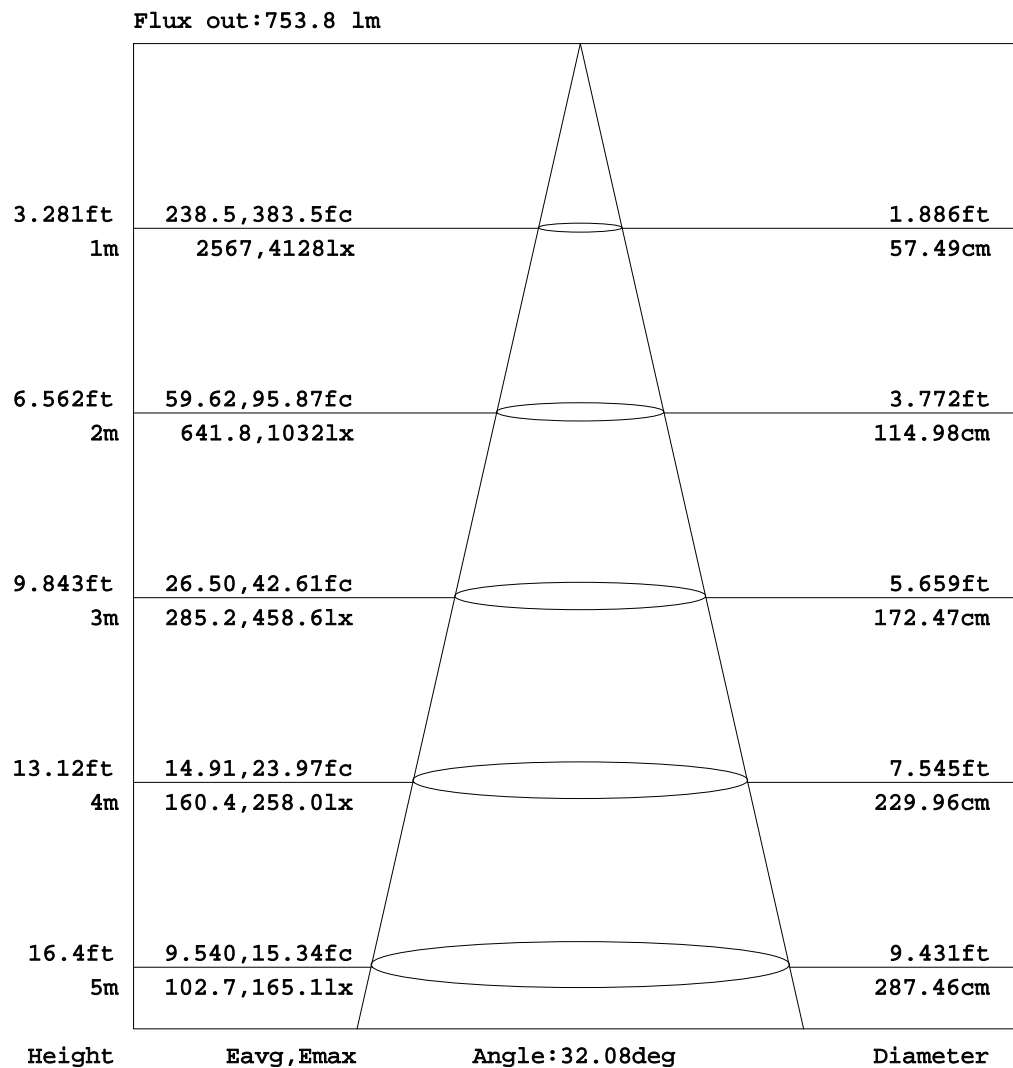 Flux out:753.8 lm
3.281ft 238.5,383.5fc 1.886ft
1m 2567,4128lx 57.49cm
6.562ft 59.62,95.87fc 3.772ft
2m 641.8,1032lx 114.98cm
9.843ft 26.50,42.61fc 5.659ft
3m 285.2,458.6lx 172.47cm
13.12ft 14.91,23.97fc 7.545ft
4m 160.4,258.0lx 229.96cm
16.4ft 9.540,15.34fc 9.431ft
5m 102.7,165.1lx 287.46cm
Height Eavg,Emax Angle:32.08deg Diameter